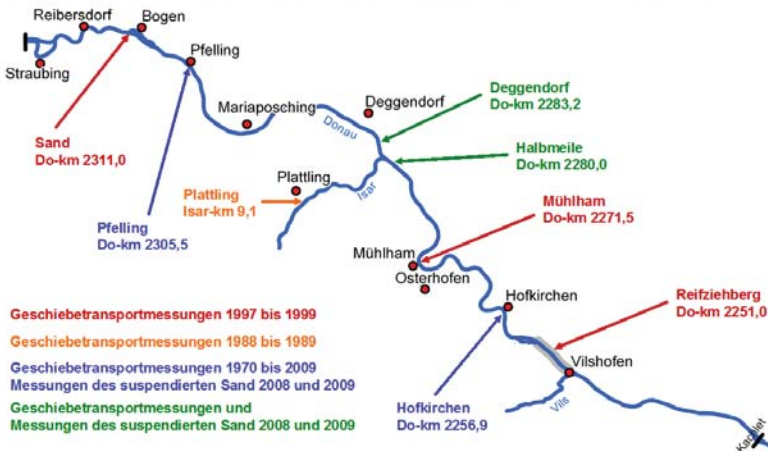 Reibersdorf
Bogen
Straubing
Pfelling
Mariaposching
Deggendorf
Donau
Deggendorf
Do-km 2283,2
Sand
Do-km 2311,0
Halbmeile
Do-km 2280,0
Plattling
Isar
Plattling
Isar-km 9,1
Mühlham
Do-km 2271,5
Pfelling
Do-km 2305,5
Mühlham
Osterhofen
Hofkirchen
Reifziehberg
Do-km 2251,0
Geschiebetransportmessungen 1997 bis 1999
Geschiebetransportmessungen 1988 bis 1989
Vilshofen
Geschiebetransportmessungen 1970 bis 2009
Messungen des suspendierten Sand 2008 und 2009
Hofkirchen
Do-km 2256,9
Vils
Geschiebetransportmessungen und
Messungen des suspendierten Sand 2008 und 2009
Kachlet